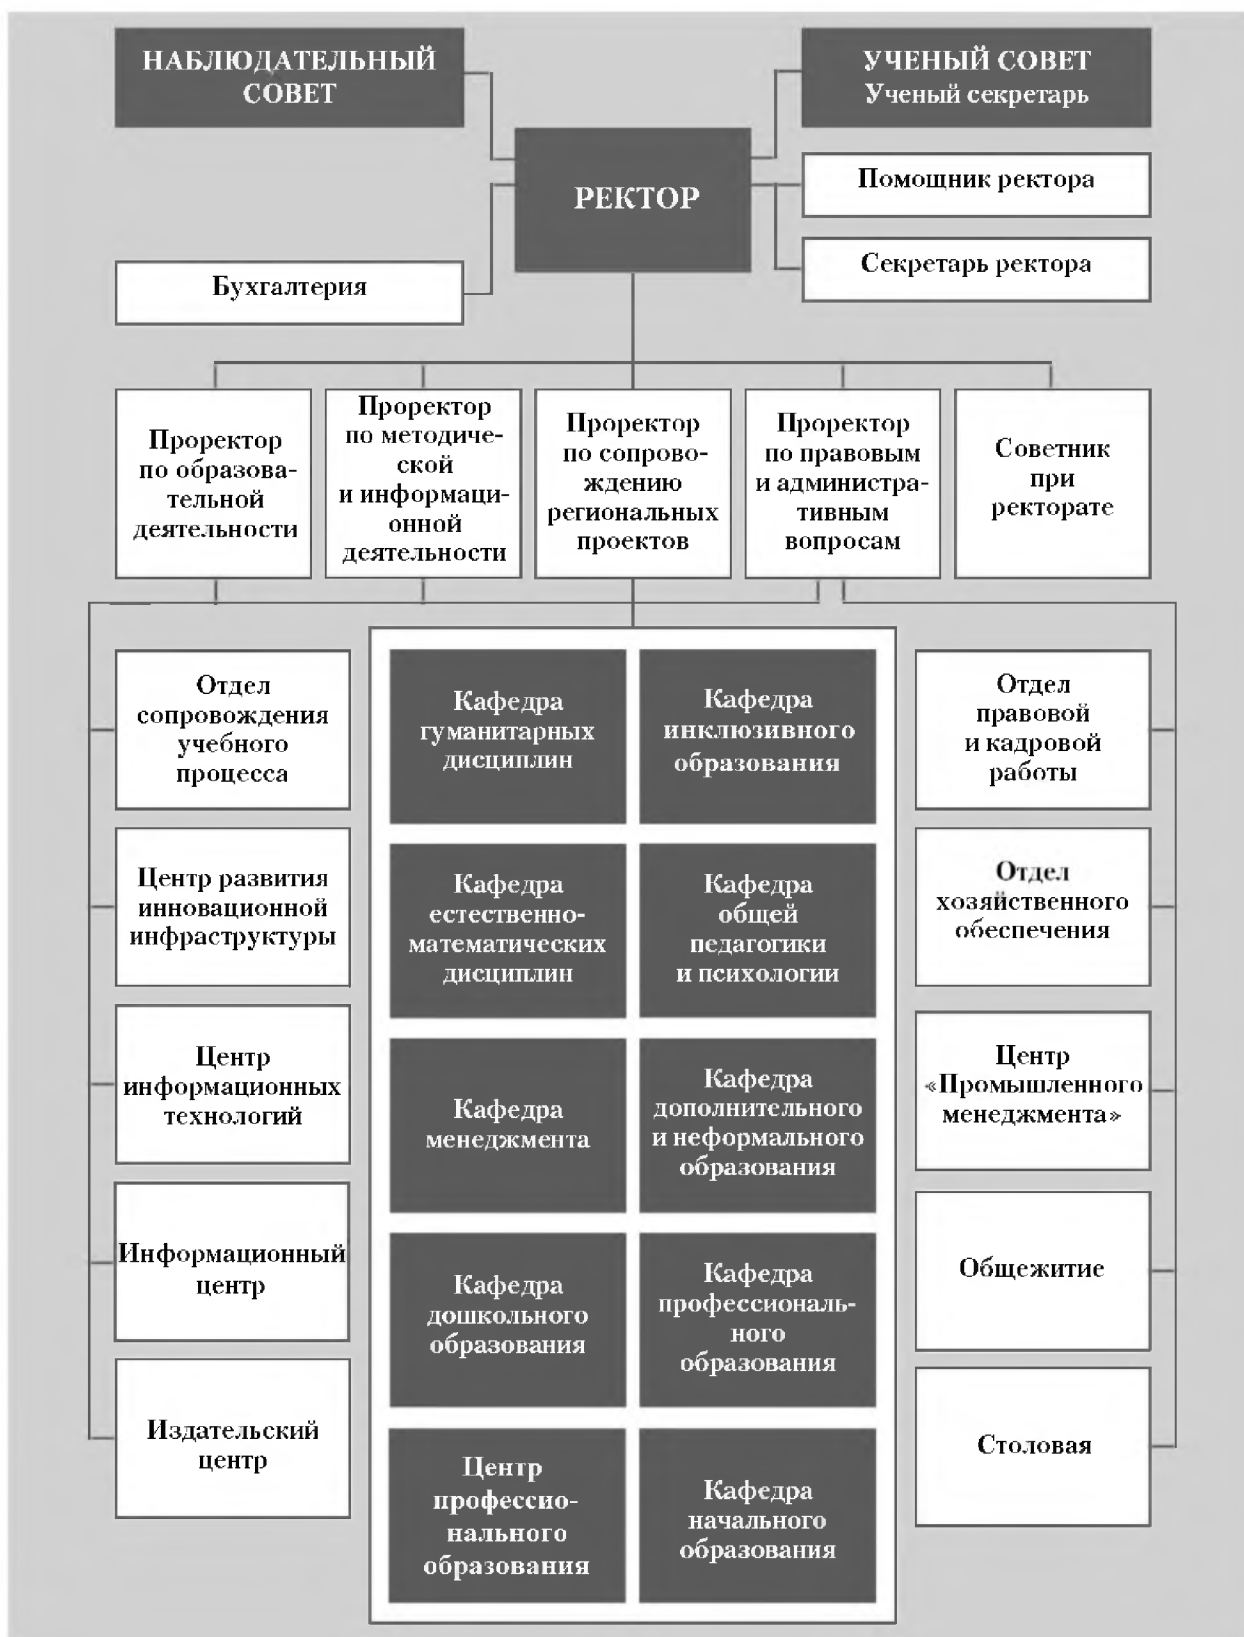 НАБЛЮДАТЕЛЬНЫЙ
СОВЕТ
УЧЕНЫЙ СОВЕТ
Ученый секретарь
РЕКТОР
Помощник ректора
Секретарь ректора
Бухгалтерия
Проректор
по образова-
тельной
деятельности
Проректор
по методиче-
ской
и информаци-
онной
деятельности
Проректор
по сопрово-
ждению
региональных
проектов
Проректор
по правовым
и администра-
тивным
вопросам
Советник
при
ректорате
Отдел
сопровождения
учебного
процесса
Центр развития
инновационной
инфраструктуры
Центр
информационных
технологий
Информационный
центр
Издательский
центр
Кафедра
гуманитарных
дисциплин
Кафедра
инклюзивного
образования
Кафедра
естественно-
математических
дисциплин
Кафедра
общей
педагогики
и психологии
Кафедра
менеджмента
Кафедра
дополнительного
и неформального
образования
Кафедра
дошкольного
образования
Кафедра
профессиональ-
ного
образования
Центр
професси­о-
нального
образования
Кафедра
начального
образования
Отдел
правовой
и кадровой
работы
Отдел
хозяйственного
обеспечения
Центр
«Промышленного
менеджмента»
Общежитие
Столовая